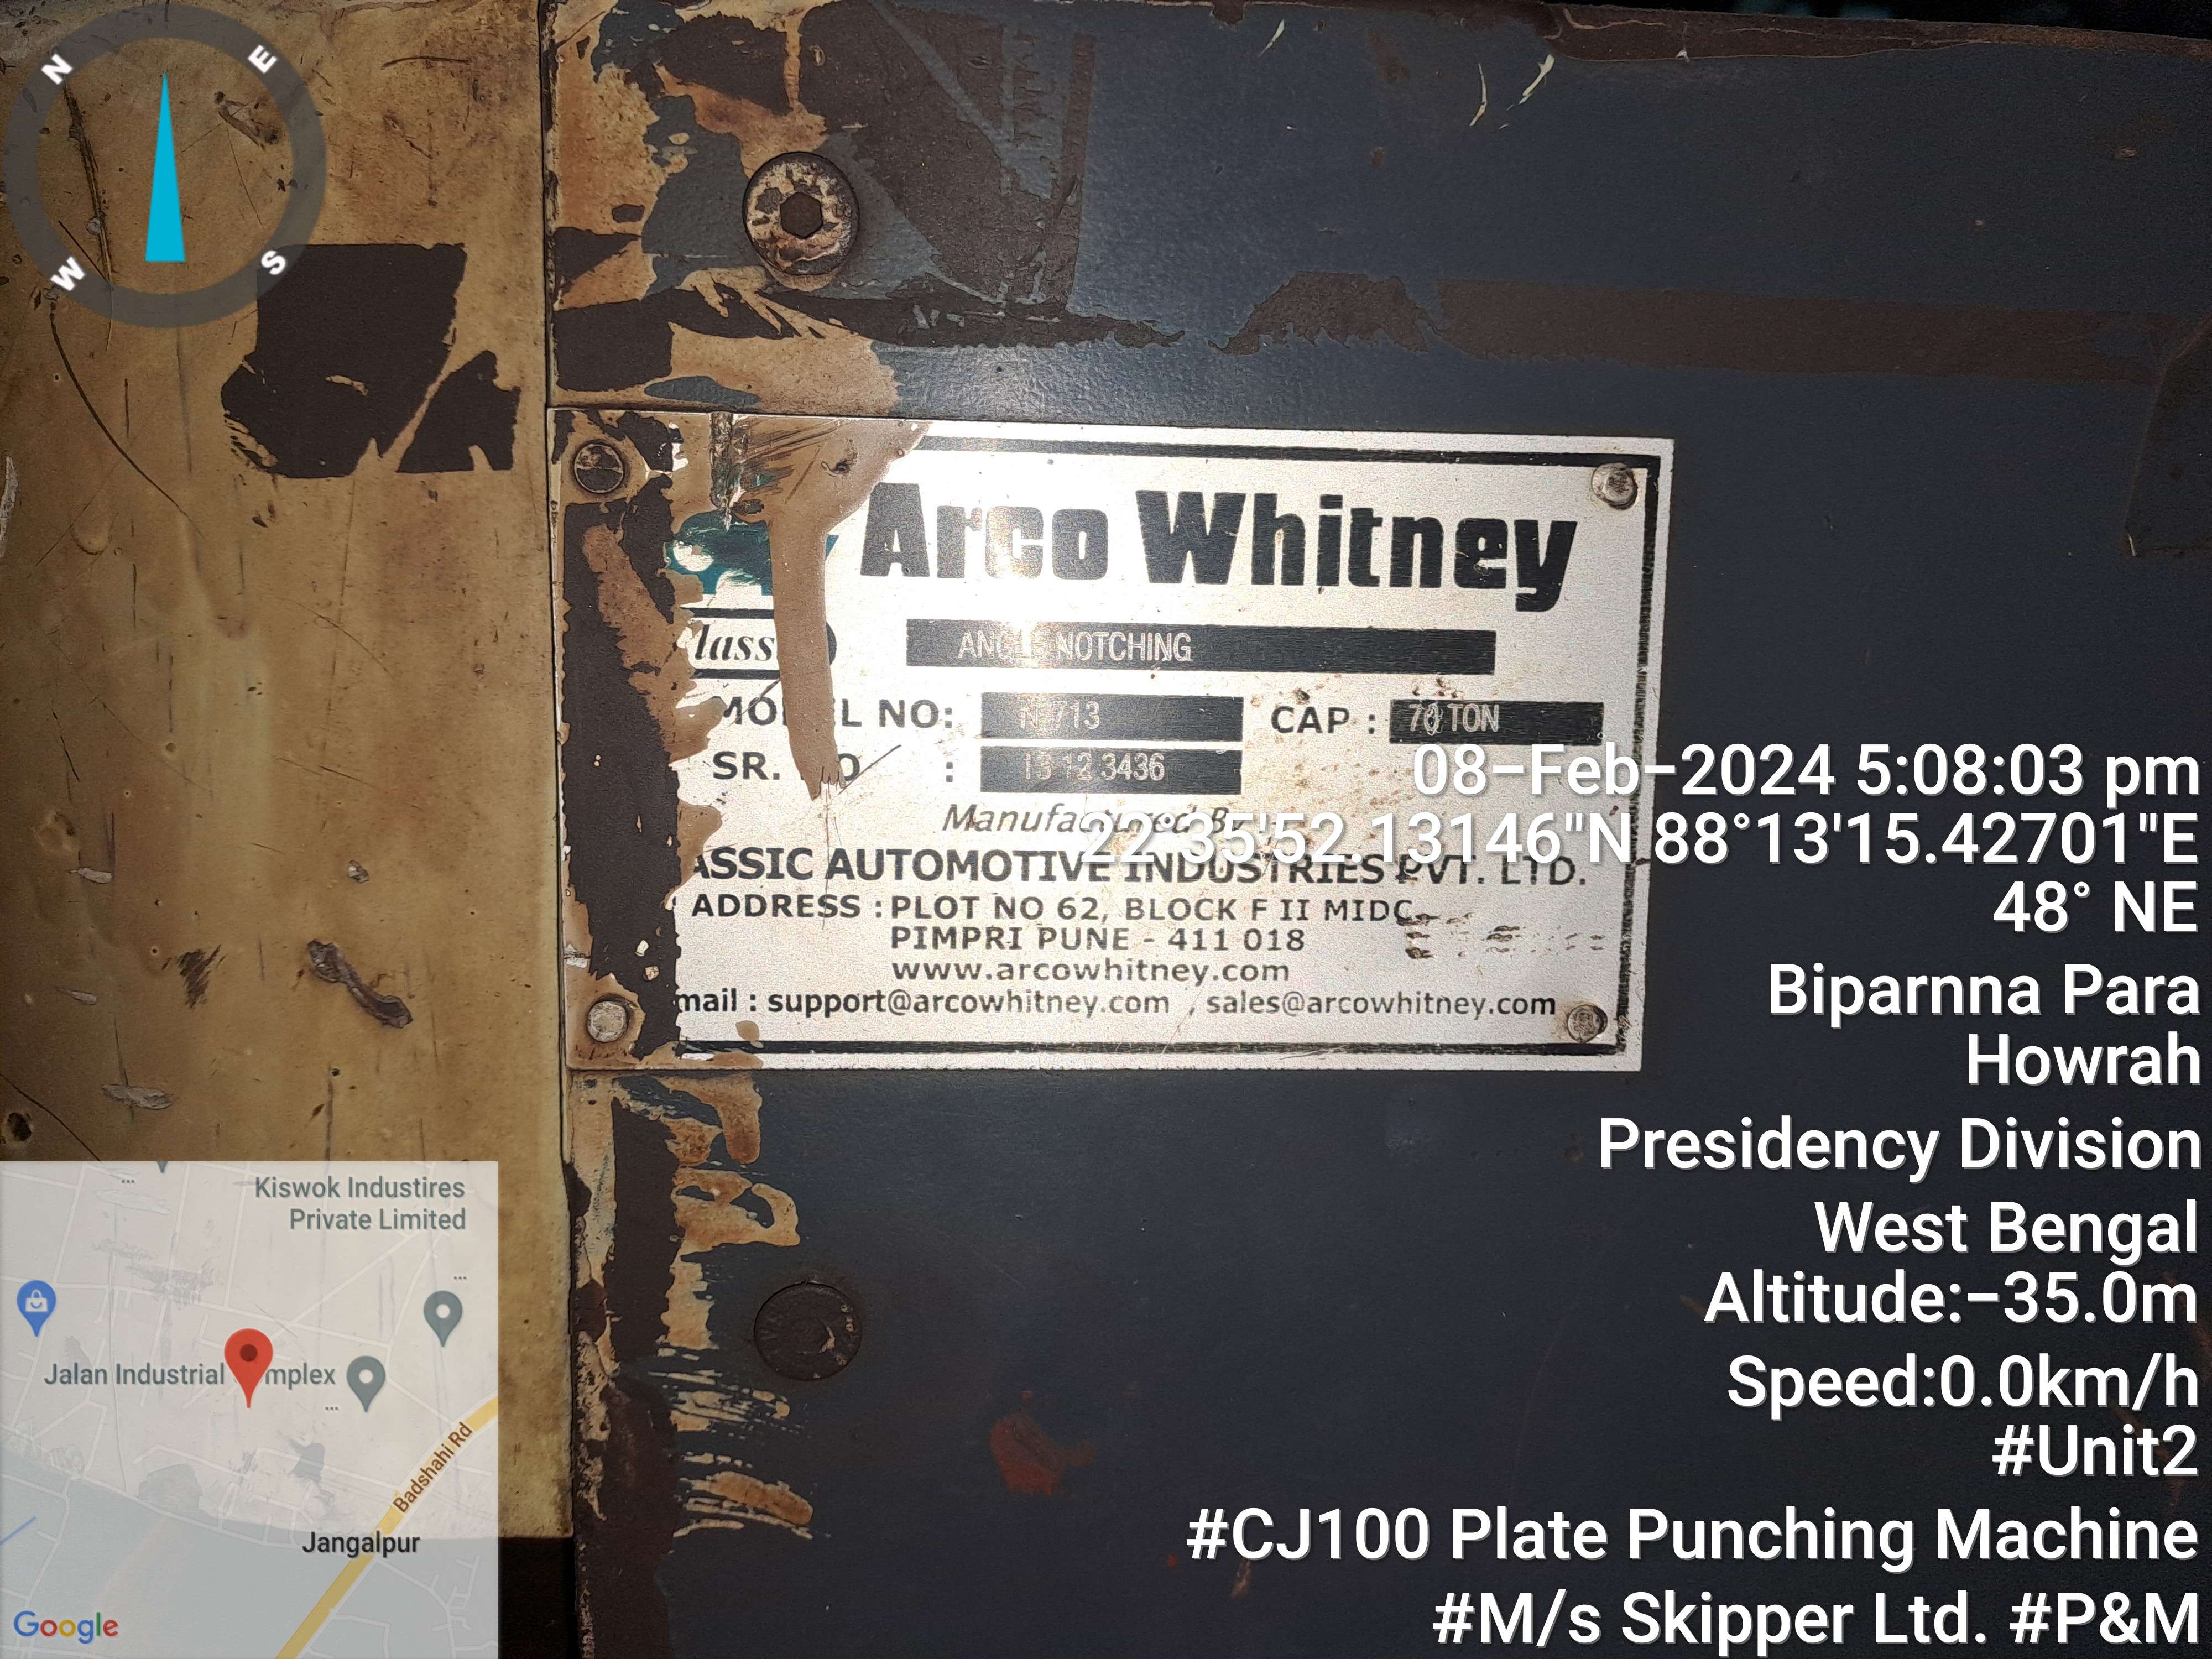 N
E
S
W
Arco Whitney
lass
NOTCHING
L NO:
713
CAP :
TON
SR.
:
13 12 3436
Manufactured By
ASSIC AUTOMOTIVE INDUSTRIES PVT. LTD.
ADDRESS : PLOT NO 62, BLOCK F II MIDC
PIMPRI PUNE - 411 018
www.arcowhitney.com
mail : support@arcowhitney.com , sales@arcowhitney.com
08-Feb-2024 5:08:03 pm
22°35'52.13146"N 88°13'15.42701"E
48° NE
Biparnna Para
Howrah
Presidency Division
West Bengal
Altitude:-35.0m
Speed:0.0km/h
#Unit2
#CJ100 Plate Punching Machine
#M/s Skipper Ltd. #P&M
Kiswok Industires
Private Limited
Jalan Industrial mplex
Badshahi Rd
Jangalpur
Google